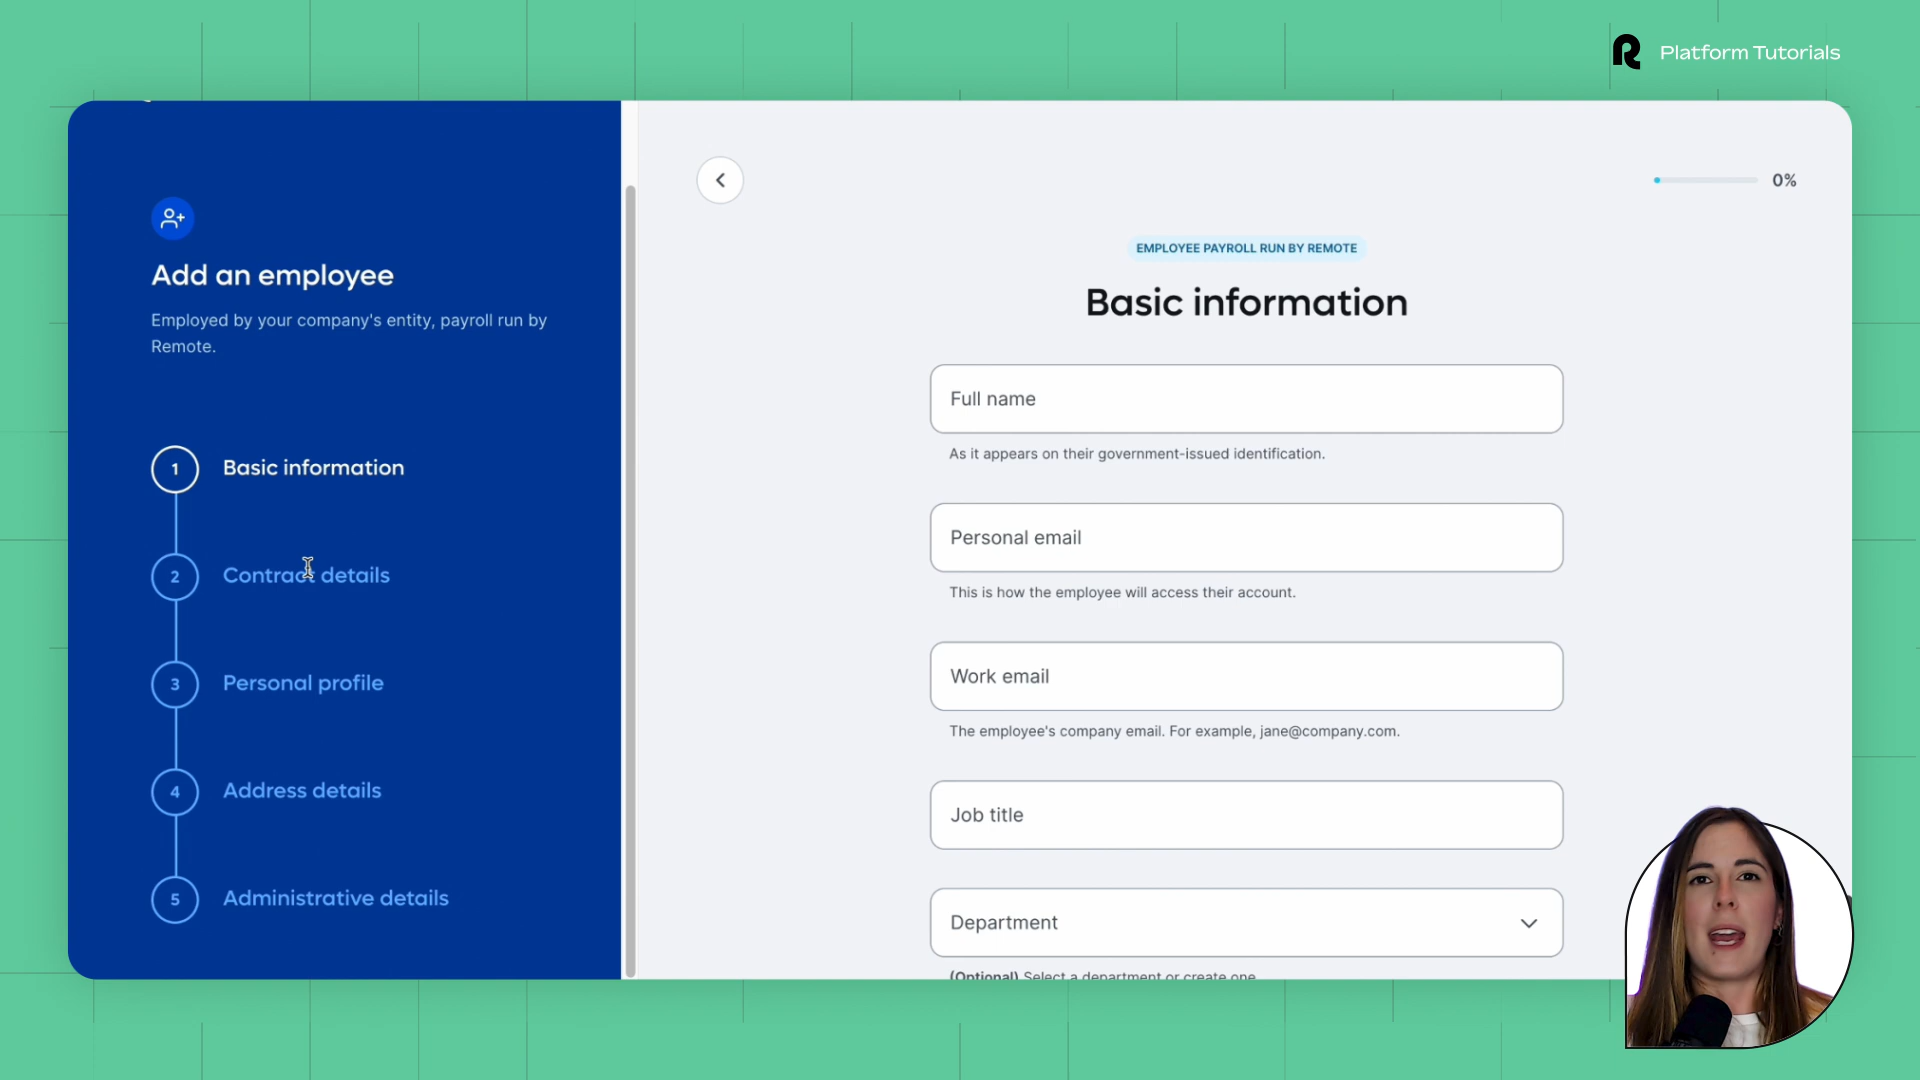 Platform Tutorials
Add an employee
Employed by your company's entity, payroll run by
Remote.
1 Basic information
2 Contract details
3 Personal profile
4 Address details
5 Administrative details
0%
EMPLOYEE PAYROLL RUN BY REMOTE
Basic information
Full name
As it appears on their government-issued identification.
Personal email
This is how the employee will access their account.
Work email
The employee's company email. For example, jane@company.com.
Job title
Department
(Optional) Select a department or create one